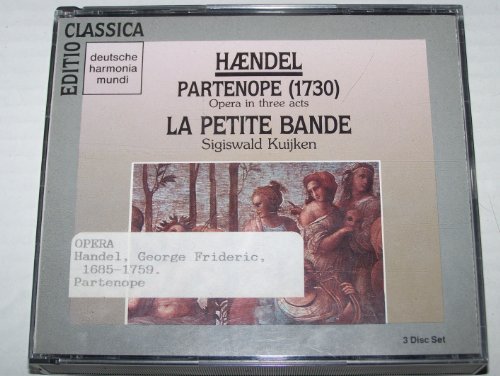 EDITIO CLASSICA
deutsche
harmonia
mundi
HÆNDEL
PARTENOPE (1730)
Opera in three acts
LA PETITE BANDE
Sigiswald Kuijken
OPERA
Handel, George Frideric,
1685-1759.
Partenope
3 Disc Set